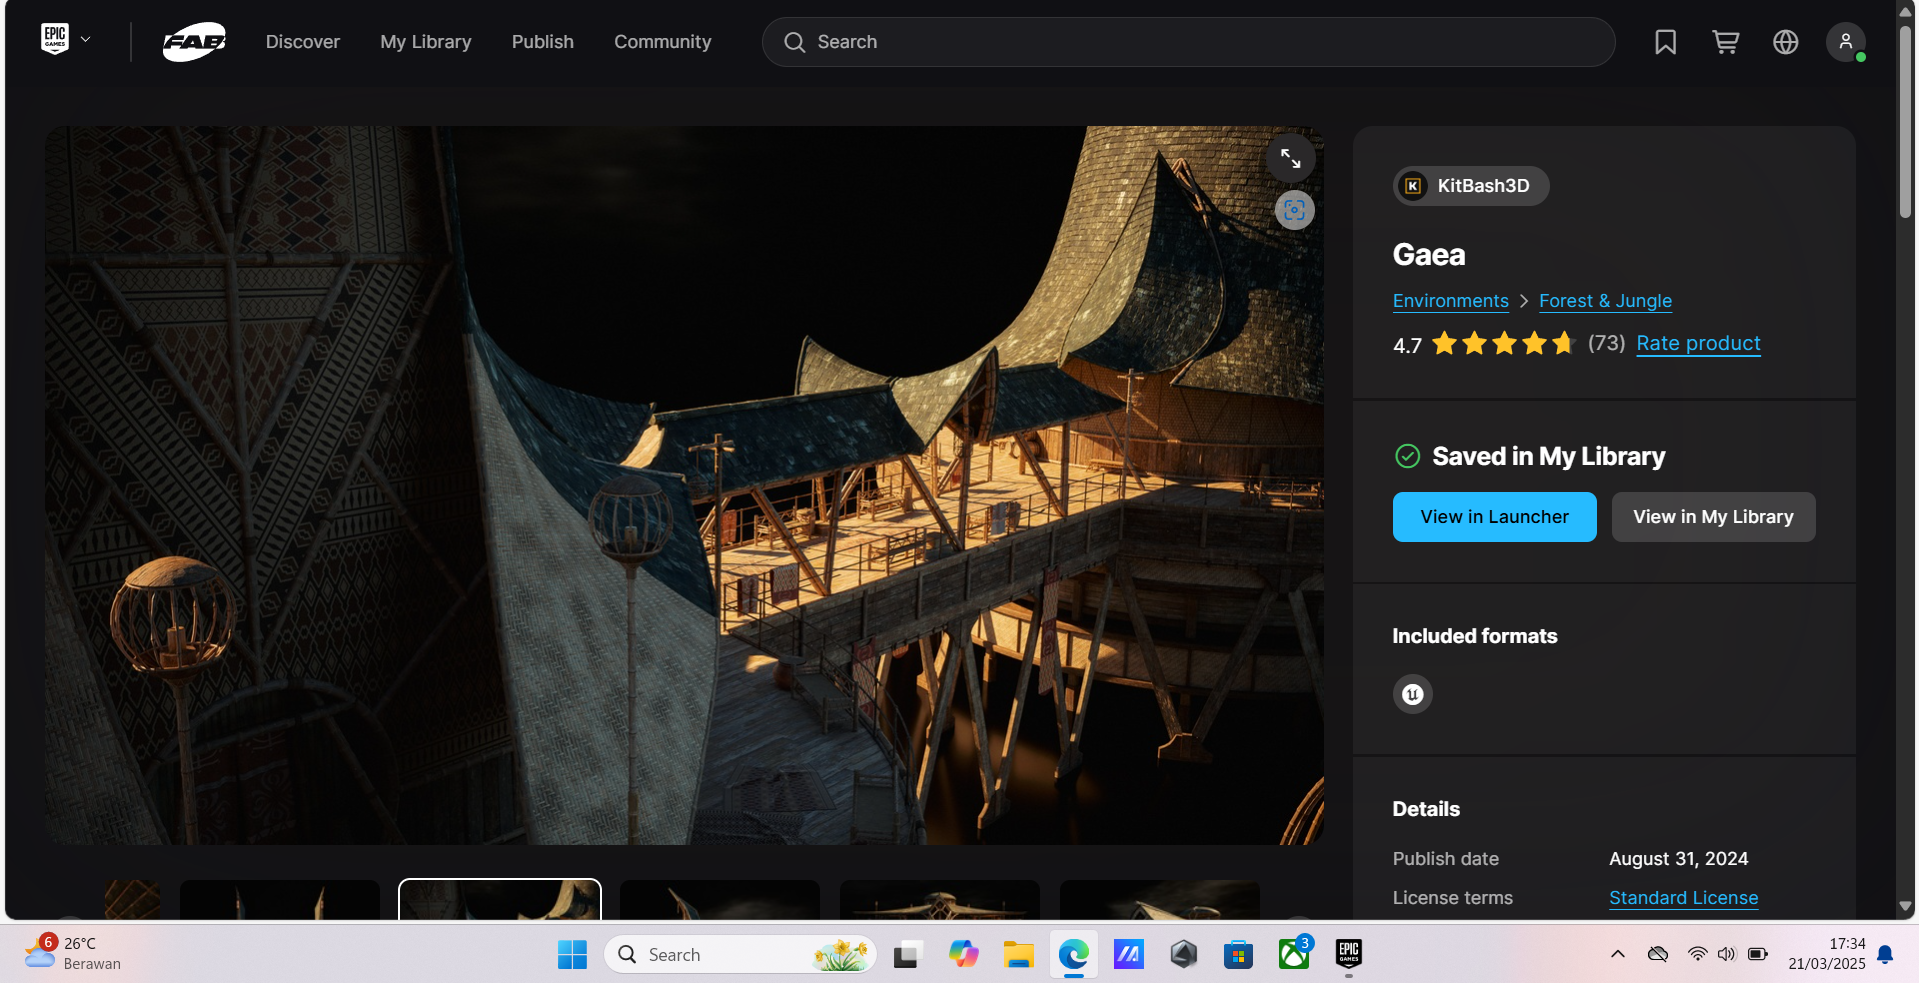 EPIC GAMES
FAB
Discover
My Library
Publish
Community
Search
K KitBash3D
Gaea
Environments > Forest & Jungle
4.7 (73) Rate product
Saved in My Library
View in Launcher
View in My Library
Included formats
u
Details
Publish date August 31, 2024
License terms Standard License
6
26°C
Berawan
Search
3
EPIC GAMES
17:34
21/03/2025